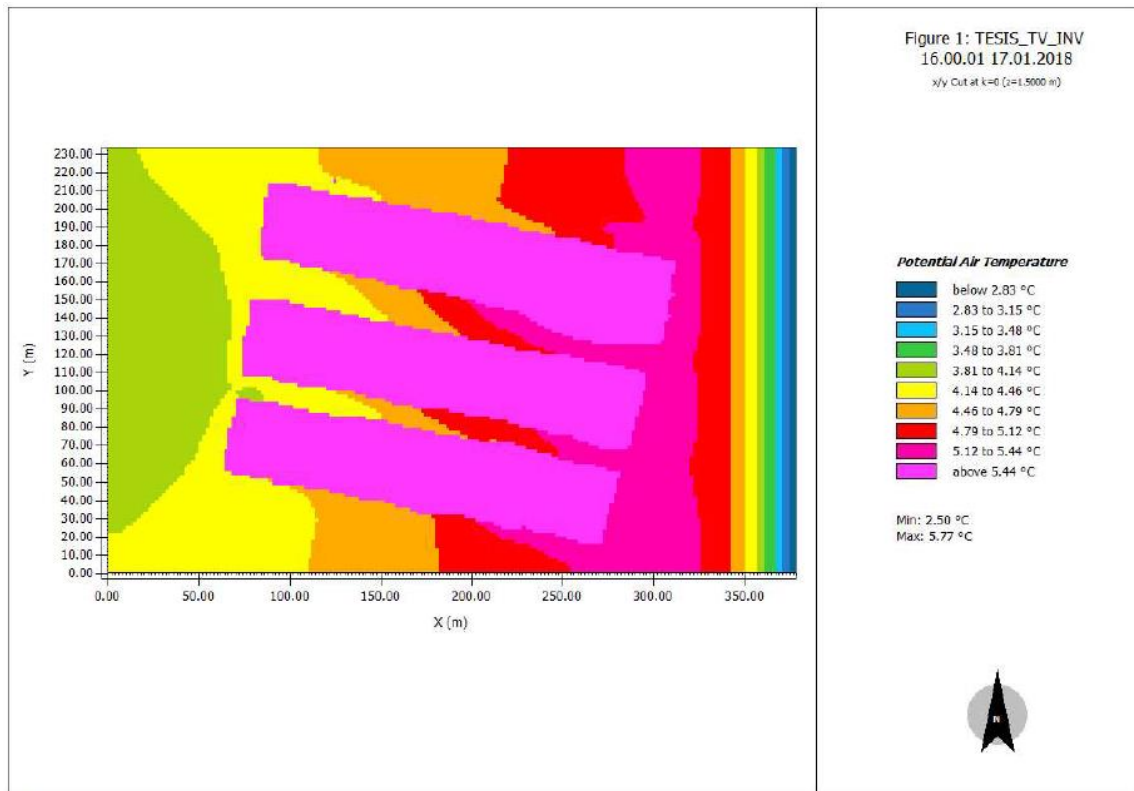 Figure 1: TESIS_TV_INV
16.00.01 17.01.2018
x/y Cut at k=0 (z=1.5000 m)
230.00
220.00
210.00
200.00
190.00
180.00
170.00
160.00
150.00
140.00
130.00
120.00
110.00
100.00
90.00
80.00
70.00
60.00
50.00
40.00
30.00
20.00
10.00
0.00
Y (m)
0.00 50.00 100.00 150.00 200.00 250.00 300.00 350.00
X (m)
Potential Air Temperature
below 2.83 °C
2.83 to 3.15 °C
3.15 to 3.48 °C
3.48 to 3.81 °C
3.81 to 4.14 °C
4.14 to 4.46 °C
4.46 to 4.79 °C
4.79 to 5.12 °C
5.12 to 5.44 °C
above 5.44 °C
Min: 2.50 °C
Max: 5.77 °C
N